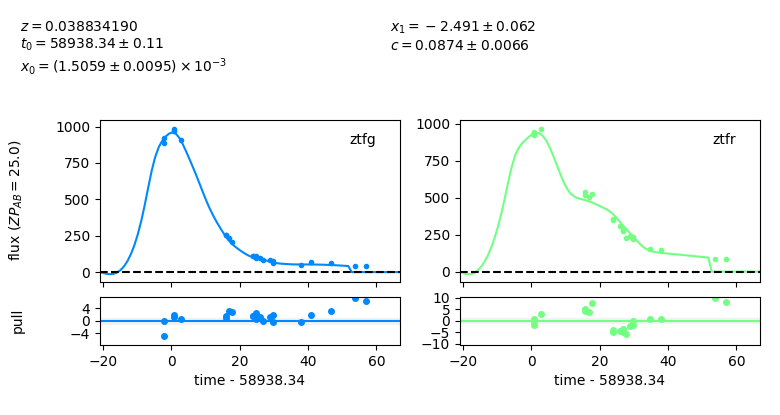 z = 0.038834190
t₀ = 58938.34 ± 0.11
x₀ = (1.5059 ± 0.0095) × 10⁻³
x₁ = −2.491 ± 0.062
c = 0.0874 ± 0.0066
flux (ZP_AB = 25.0)
1000
750
500
250
0
ztfg
1000
750
500
250
0
ztfr
pull
4
0
−4
10
5
0
−5
−10
−20 0 20 40 60
−20 0 20 40 60
time - 58938.34
time - 58938.34